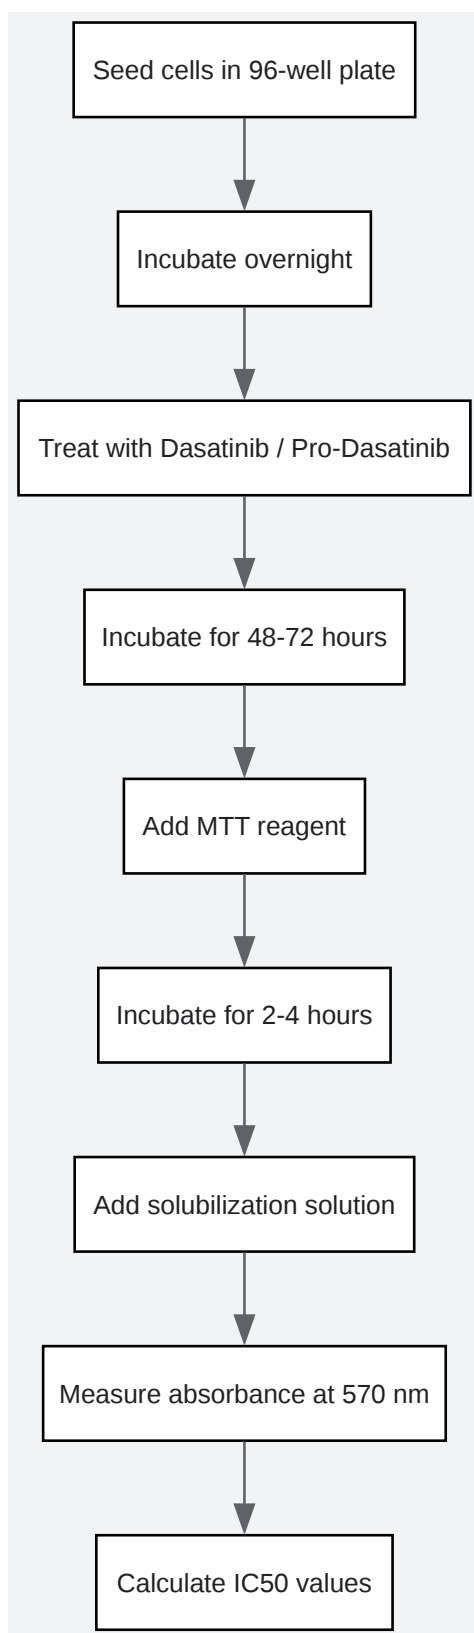 Seed cells in 96-well plate
Incubate overnight
Treat with Dasatinib / Pro-Dasatinib
Incubate for 48-72 hours
Add MTT reagent
Incubate for 2-4 hours
Add solubilization solution
Measure absorbance at 570 nm
Calculate IC50 values